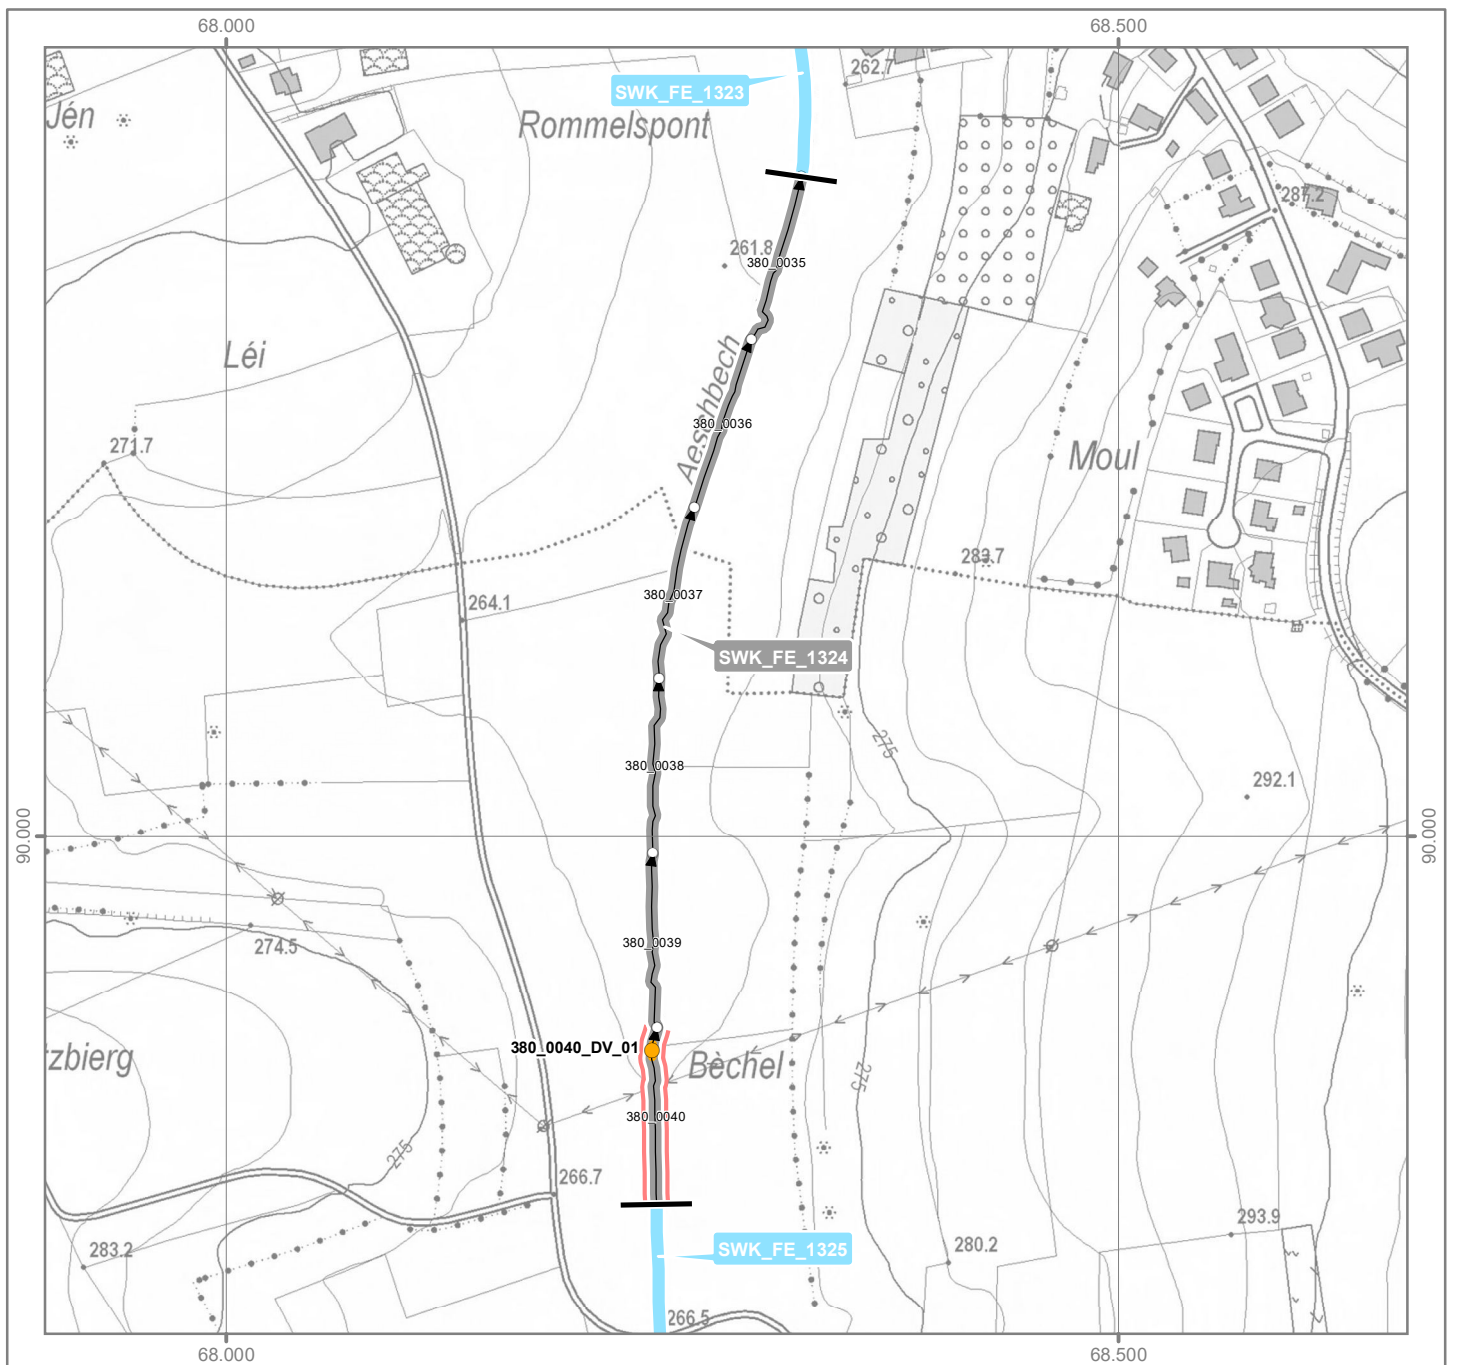 68.000
68.500
262.7
SWK_FE_1323
Jén
Rommelspont
287.2
261.8
380_0035
Léi
Aeschbech
380_0036
271.7
Moul
283.7
380_0037
264.1
SWK_FE_1324
275
380_0038
292.1
90.000
90.000
274.5
380_0039
380_0040_DV_01
tzbierg
Bèchel
275
380_0040
275
266.7
293.9
283.2
SWK_FE_1325
280.2
266.5
68.000
68.500